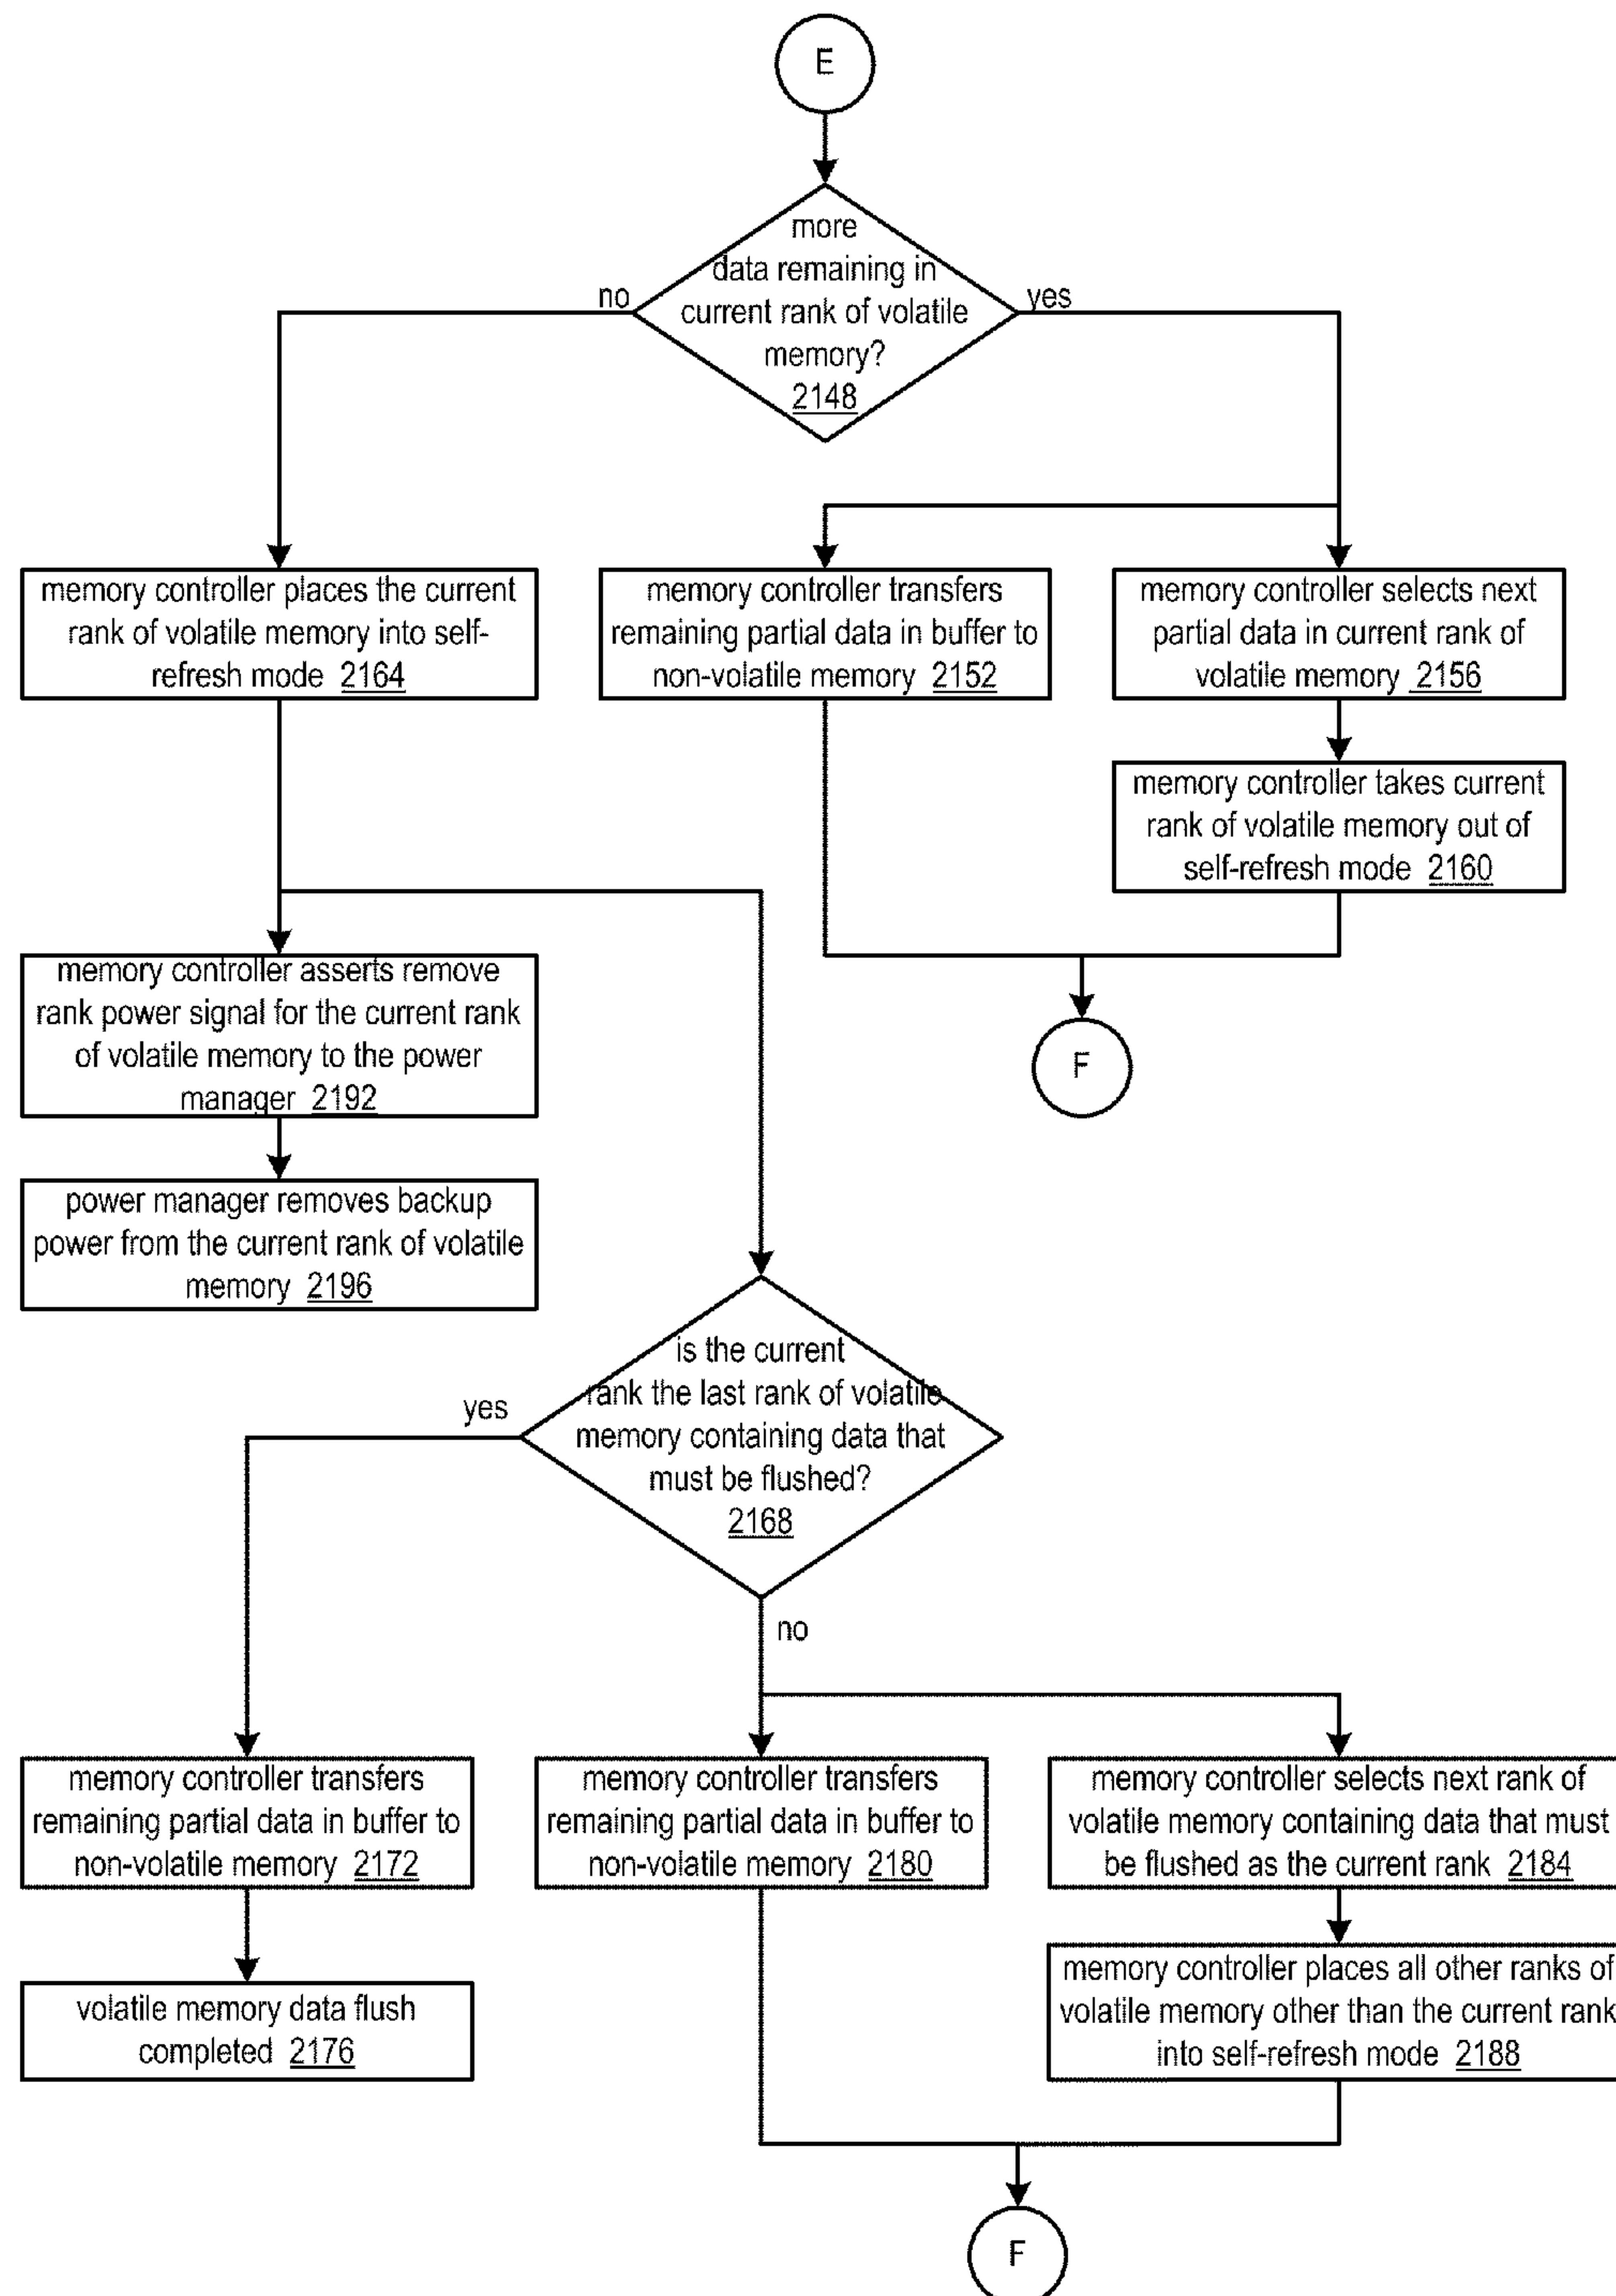 E
more
data remaining in
current rank of volatile
memory?
2148
no
yes
memory controller places the current
rank of volatile memory into self-
refresh mode 2164
memory controller transfers
remaining partial data in buffer to
non-volatile memory 2152
memory controller selects next
partial data in current rank of
volatile memory 2156
memory controller takes current
rank of volatile memory out of
self-refresh mode 2160
memory controller asserts remove
rank power signal for the current rank
of volatile memory to the power
manager 2192
F
power manager removes backup
power from the current rank of volatile
memory 2196
is the current
rank the last rank of volatile
memory containing data that
must be flushed?
2168
yes
no
memory controller transfers
remaining partial data in buffer to
non-volatile memory 2172
memory controller transfers
remaining partial data in buffer to
non-volatile memory 2180
memory controller selects next rank of
volatile memory containing data that must
be flushed as the current rank 2184
volatile memory data flush
completed 2176
memory controller places all other ranks of
volatile memory other than the current rank
into self-refresh mode 2188
F